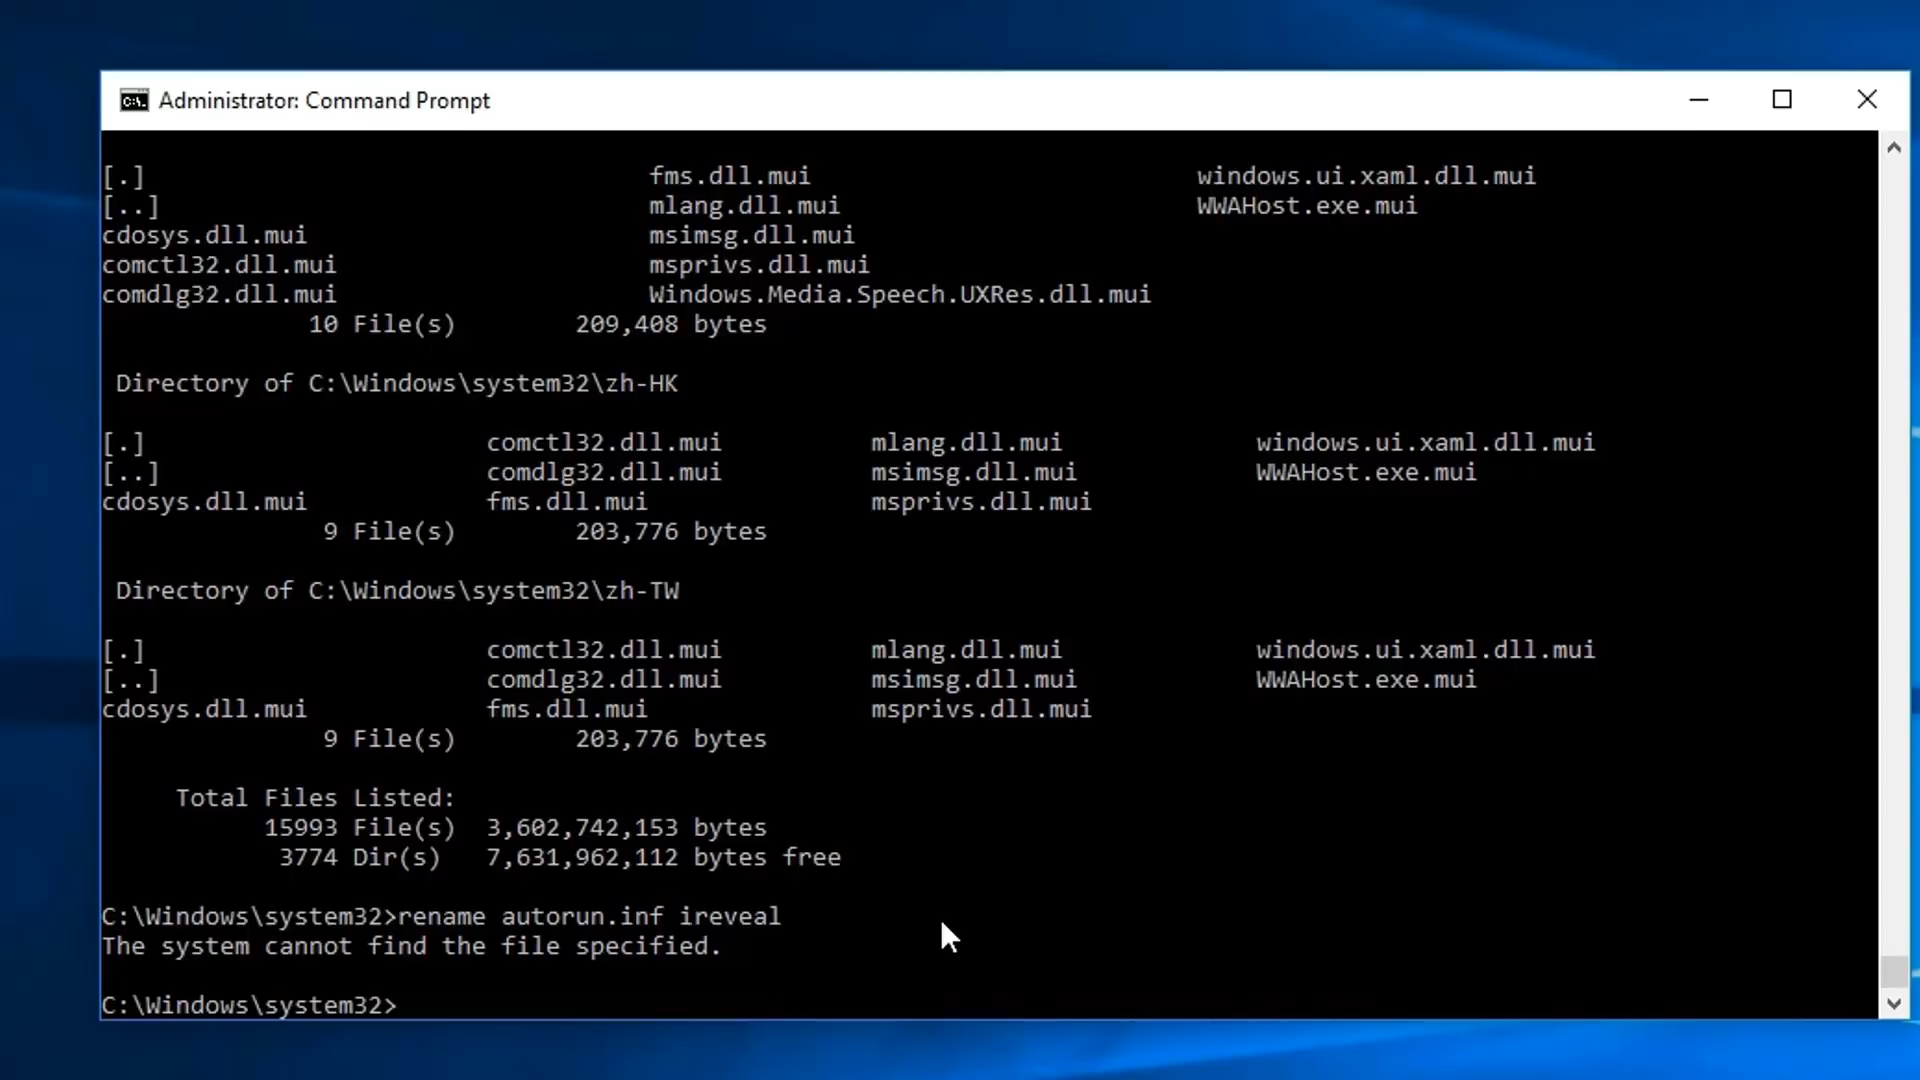 Administrator: Command Prompt
[.] fms.dll.mui windows.ui.xaml.dll.mui
[..] mlang.dll.mui WWAHost.exe.mui
cdosys.dll.mui msimsg.dll.mui
comctl32.dll.mui msprivs.dll.mui
comdlg32.dll.mui Windows.Media.Speech.UXRes.dll.mui
10 File(s) 209,408 bytes
Directory of C:\Windows\system32\zh-HK
[.] comctl32.dll.mui mlang.dll.mui windows.ui.xaml.dll.mui
[..] comdlg32.dll.mui msimsg.dll.mui WWAHost.exe.mui
cdosys.dll.mui fms.dll.mui msprivs.dll.mui
9 File(s) 203,776 bytes
Directory of C:\Windows\system32\zh-TW
[.] comctl32.dll.mui mlang.dll.mui windows.ui.xaml.dll.mui
[..] comdlg32.dll.mui msimsg.dll.mui WWAHost.exe.mui
cdosys.dll.mui fms.dll.mui msprivs.dll.mui
9 File(s) 203,776 bytes
Total Files Listed:
15993 File(s) 3,602,742,153 bytes
3774 Dir(s) 7,631,962,112 bytes free
C:\Windows\system32>rename autorun.inf ireveal
The system cannot find the file specified.
C:\Windows\system32>